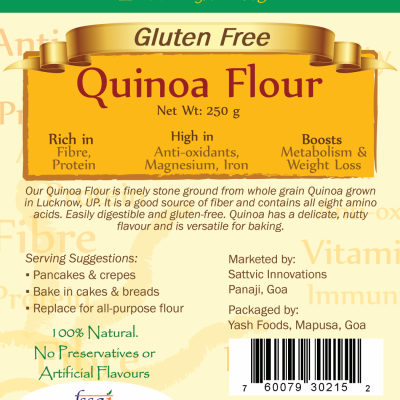 Gluten Free
Quinoa Flour
Net Wt: 250 g
Rich in
Fibre,
Protein
High in
Anti-oxidants,
Magnesium, Iron
Boosts
Metabolism &
Weight Loss
Our Quinoa Flour is finely stone ground from whole grain Quinoa grown
in Lucknow, UP. It is a good source of fiber and contains all eight amino
acids. Easily digestible and gluten-free. Quinoa has a delicate, nutty
flavour and is versatile for baking.
Serving Suggestions:
▪ Pancakes & crepes
▪ Bake in cakes & breads
▪ Replace for all-purpose flour
100% Natural.
No Preservatives or
Artificial Flavours
fssai
Marketed by:
Sattvic Innovations
Panaji, Goa
Packaged by:
Yash Foods, Mapusa, Goa
7 60079 30215 2
Anti
Fibre
Vitami
Immun